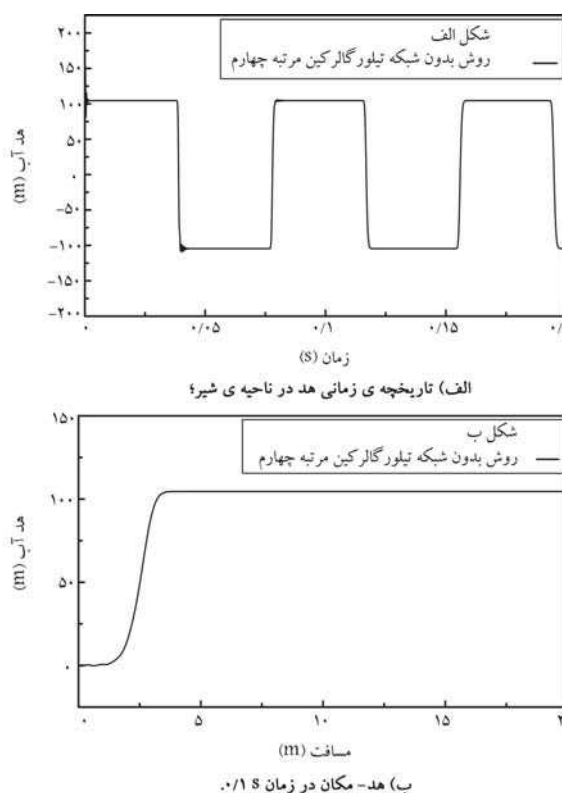 شکل الف
روش بدون شبکه تیلورگالرکین مرتبه چهارم
۲۰۰
۱۵۰
۱۰۰
۵۰
۰
−۵۰
−۱۰۰
−۱۵۰
−۲۰۰
هد آب (m)
۰ ۰/۰۵ ۰/۱ ۰/۱۵ ۰/
زمان (s)
الف) تاریخچه ی زمانی هد در ناحیه ی شیر؛
شکل ب
روش بدون شبکه تیلورگالرکین مرتبه چهارم
۱۵۰
۱۰۰
۵۰
۰
هد آب (m)
۰ ۵ ۱۰ ۱۵
مسافت (m)
ب) هد- مکان در زمان ۰/۱ s.